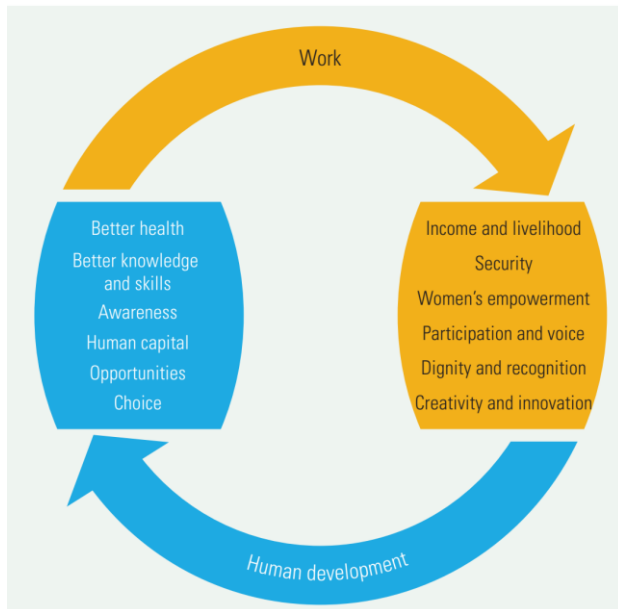 Work
Better health
Better knowledge
and skills
Awareness
Human capital
Opportunities
Choice
Income and livelihood
Security
Women’s empowerment
Participation and voice
Dignity and recognition
Creativity and innovation
Human development